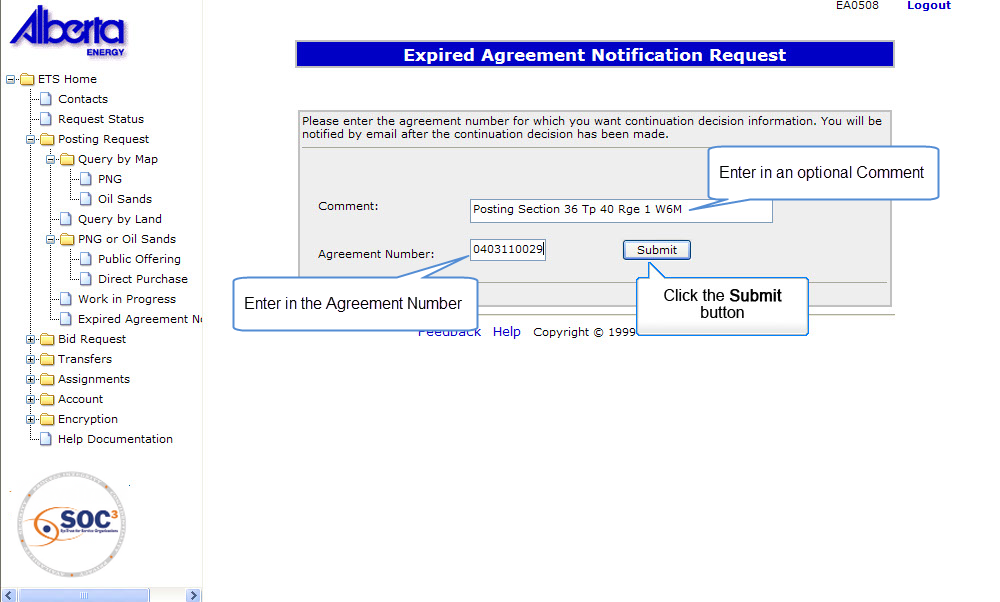 EA0508 Logout
Alberta
ENERGY
Expired Agreement Notification Request
ETS Home
Contacts
Request Status
Posting Request
Query by Map
PNG
Oil Sands
Query by Land
PNG or Oil Sands
Public Offering
Direct Purchase
Work in Progress
Expired Agreement No
Bid Request
Transfers
Assignments
Account
Encryption
Help Documentation
SOC3
SysTrust for Service Organizations
Please enter the agreement number for which you want continuation decision information. You will be
notified by email after the continuation decision has been made.
Enter in an optional Comment
Comment:
Posting Section 36 Tp 40 Rge 1 W6M
Agreement Number:
0403110029
Submit
Enter in the Agreement Number
Click the Submit
button
Feedback Help Copyright © 1999